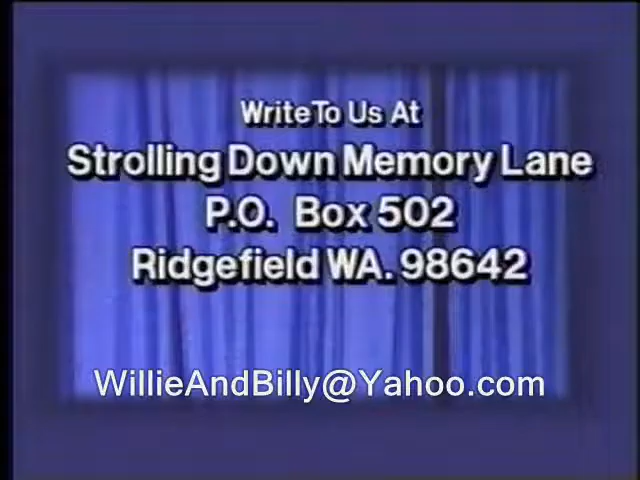 Write To Us At
Strolling Down Memory Lane
P.O. Box 502
Ridgefield WA. 98642
WillieAndBilly@Yahoo.com